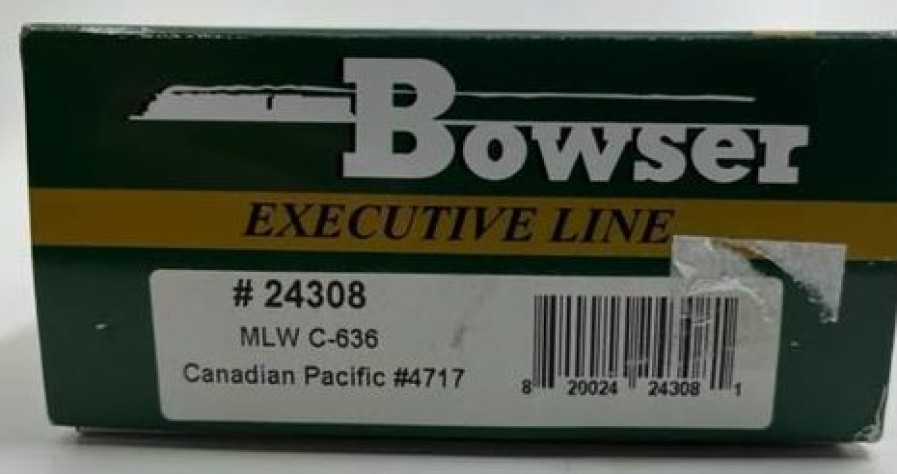 Bowser
EXECUTIVE LINE
# 24308
MLW C-636
Canadian Pacific #4717
8 20024 24308 1